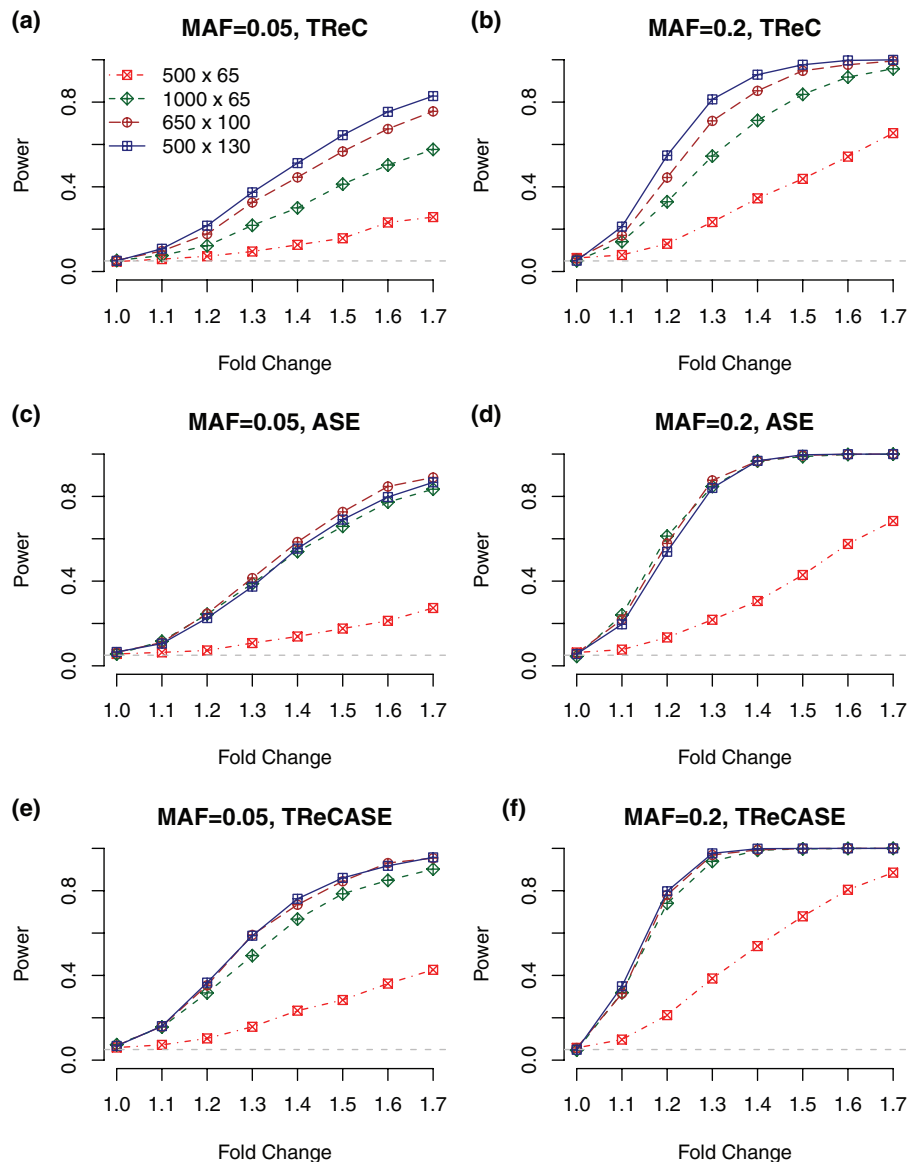 (a)
MAF=0.05, TReC
500 x 65
1000 x 65
650 x 100
500 x 130
Power
0.0
0.4
0.8
1.0 1.1 1.2 1.3 1.4 1.5 1.6 1.7
Fold Change
(b)
MAF=0.2, TReC
Power
0.0
0.4
0.8
1.0 1.1 1.2 1.3 1.4 1.5 1.6 1.7
Fold Change
(c)
MAF=0.05, ASE
Power
0.0
0.4
0.8
1.0 1.1 1.2 1.3 1.4 1.5 1.6 1.7
Fold Change
(d)
MAF=0.2, ASE
Power
0.0
0.4
0.8
1.0 1.1 1.2 1.3 1.4 1.5 1.6 1.7
Fold Change
(e)
MAF=0.05, TReCASE
Power
0.0
0.4
0.8
1.0 1.1 1.2 1.3 1.4 1.5 1.6 1.7
Fold Change
(f)
MAF=0.2, TReCASE
Power
0.0
0.4
0.8
1.0 1.1 1.2 1.3 1.4 1.5 1.6 1.7
Fold Change